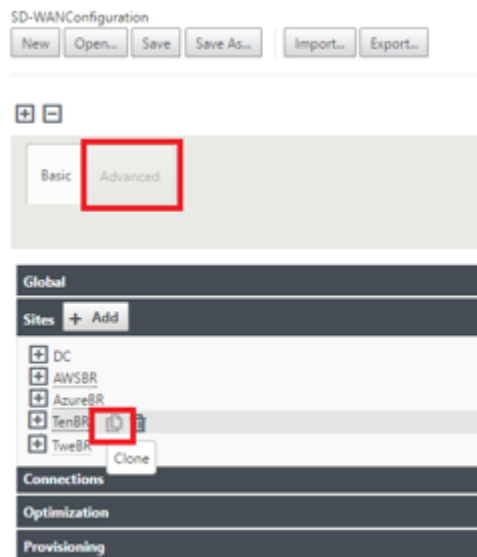 SD-WANConfiguration
New Open... Save Save As... Import... Export...
Basic Advanced
Global
Sites + Add
DC
AWSBR
AzureBR
TenBR
TweBR
Clone
Connections
Optimization
Provisioning